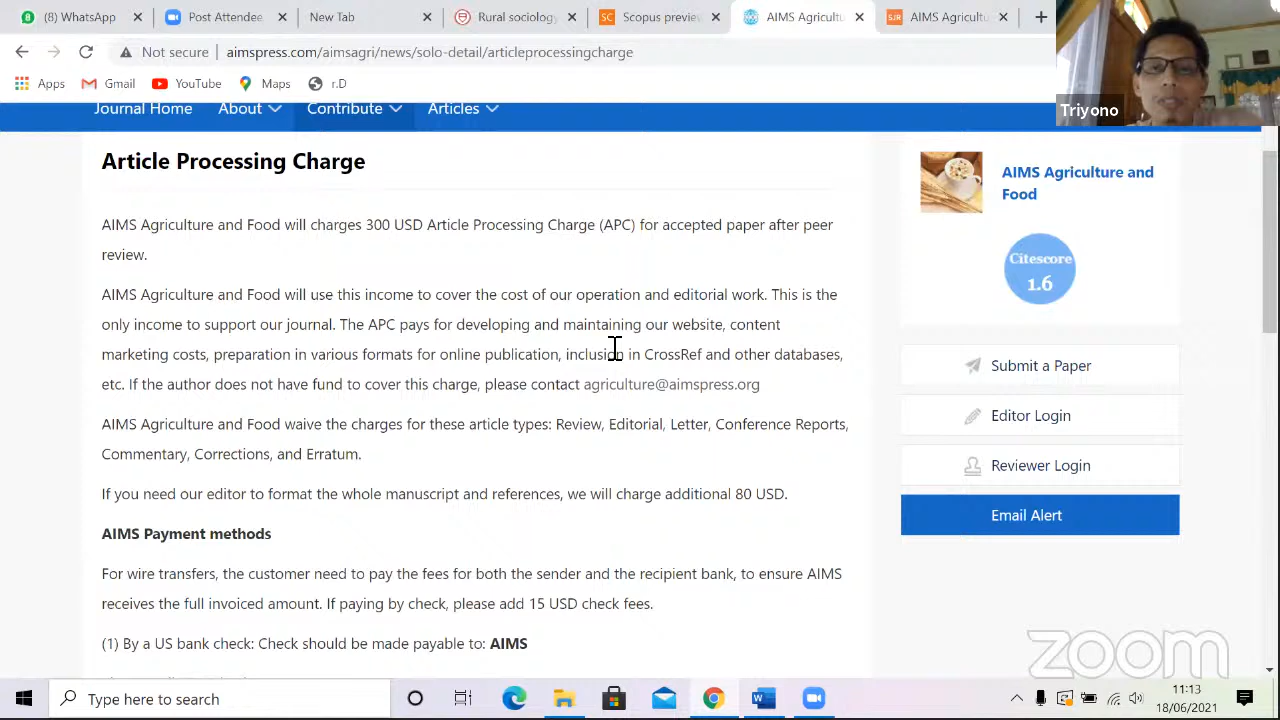 (8) WhatsApp
Post Attendee
New Tab
Rural sociology
Scopus preview
AIMS Agricultu
AIMS Agricultu
Not secure
aimspress.com/aimsagri/news/solo-detail/articleprocessingcharge
Apps
Gmail
YouTube
Maps
r.D
Triyono
Journal Home
About
Contribute
Articles
Article Processing Charge
AIMS Agriculture and Food will charges 300 USD Article Processing Charge (APC) for accepted paper after peer
review.
AIMS Agriculture and Food will use this income to cover the cost of our operation and editorial work. This is the
only income to support our journal. The APC pays for developing and maintaining our website, content
marketing costs, preparation in various formats for online publication, inclusion in CrossRef and other databases,
etc. If the author does not have fund to cover this charge, please contact agriculture@aimspress.org
AIMS Agriculture and Food waive the charges for these article types: Review, Editorial, Letter, Conference Reports,
Commentary, Corrections, and Erratum.
If you need our editor to format the whole manuscript and references, we will charge additional 80 USD.
AIMS Payment methods
For wire transfers, the customer need to pay the fees for both the sender and the recipient bank, to ensure AIMS
receives the full invoiced amount. If paying by check, please add 15 USD check fees.
(1) By a US bank check: Check should be made payable to: AIMS
AIMS Agriculture and
Food
Citescore
1.6
Submit a Paper
Editor Login
Reviewer Login
Email Alert
zoom
Type here to search
11:13
18/06/2021